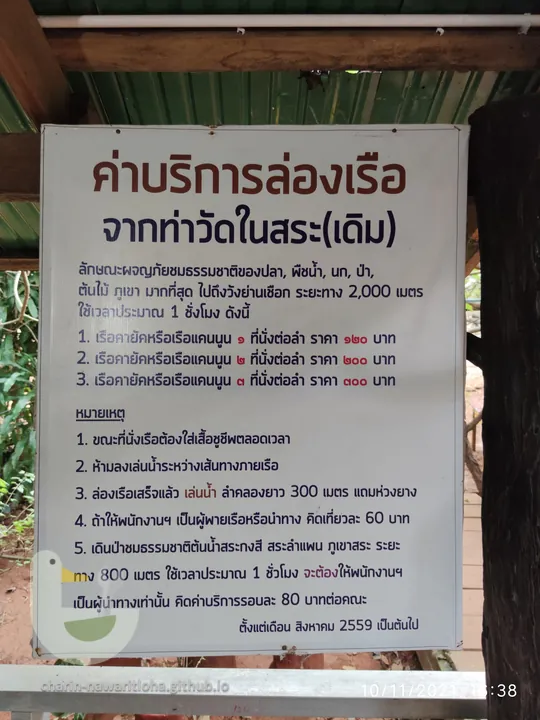 ค่าบริการล่องเรือ
จากท่าวัดในสระ(เดิม)
ลักษณะผจญภัยชมธรรมชาติของปลา, พืชน้ำ, นก, ป่า,
ต้นไม้ ภูเขา มากที่สุด ไปถึงวังย่านเชือก ระยะทาง 2,000 เมตร
ใช้เวลาประมาณ 1 ชั่งโมง ดังนี้
1. เรือคายัคหรือเรือแคนนูน ๑ ที่นั่งต่อลำ ราคา ๑๒๐ บาท
2. เรือคายัคหรือเรือแคนนูน ๒ ที่นั่งต่อลำ ราคา ๒๐๐ บาท
3. เรือคายัคหรือเรือแคนนูน ๓ ที่นั่งต่อลำ ราคา ๓๐๐ บาท
หมายเหตุ
1. ขณะที่นั่งเรือต้องใส่เสื้อชูชีพตลอดเวลา
2. ห้ามลงเล่นน้ำระหว่างเส้นทางภายเรือ
3. ล่องเรือเสร็จแล้ว เล่นน้ำ ลำคลองยาว 300 เมตร แถมห่วงยาง
4. ถ้าให้พนักงานฯ เป็นผู้พายเรือหรือนำทาง คิดเที่ยวละ 60 บาท
5. เดินป่าชมธรรมชาติต้นน้ำสระกงสี สระลำแพน ภูเขาสระ ระยะ
ทาง 800 เมตร ใช้เวลาประมาณ 1 ชั่วโมง จะต้องให้พนักงานฯ
เป็นผู้นำทางเท่านั้น คิดค่าบริการรอบละ 80 บาทต่อคณะ
ตั้งแต่เดือน สิงหาคม 2559 เป็นต้นไป